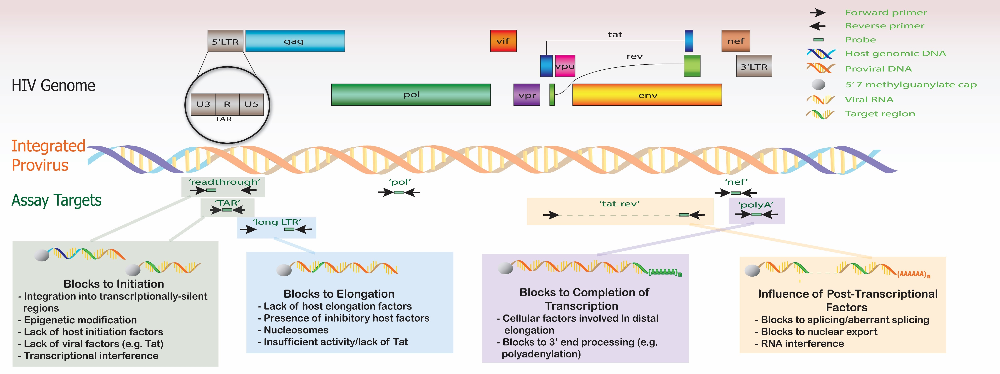 Forward primer
Reverse primer
Probe
Host genomic DNA
Proviral DNA
5’7 methylguanylate cap
Viral RNA
Target region
HIV Genome
5’LTR
gag
vif
tat
nef
vpu
rev
3’LTR
pol
vpr
env
U3 R U5
TAR
Integrated
Provirus
Assay Targets
‘readthrough’
‘pol’
‘nef’
‘TAR’
‘tat-rev’
‘polyA’
‘long LTR’
Blocks to Initiation
- Integration into transcriptionally-silent
regions
- Epigenetic modification
- Lack of host initiation factors
- Lack of viral factors (e.g. Tat)
- Transcriptional interference
Blocks to Elongation
- Lack of host elongation factors
- Presence of inhibitory host factors
- Nucleosomes
- Insufficient activity/lack of Tat
(AAAAAA)n
Blocks to Completion of
Transcription
- Cellular factors involved in distal
elongation
- Blocks to 3’ end processing (e.g.
polyadenylation)
(AAAAAA)n
Influence of Post-Transcriptional
Factors
- Blocks to splicing/aberrant splicing
- Blocks to nuclear export
- RNA interference